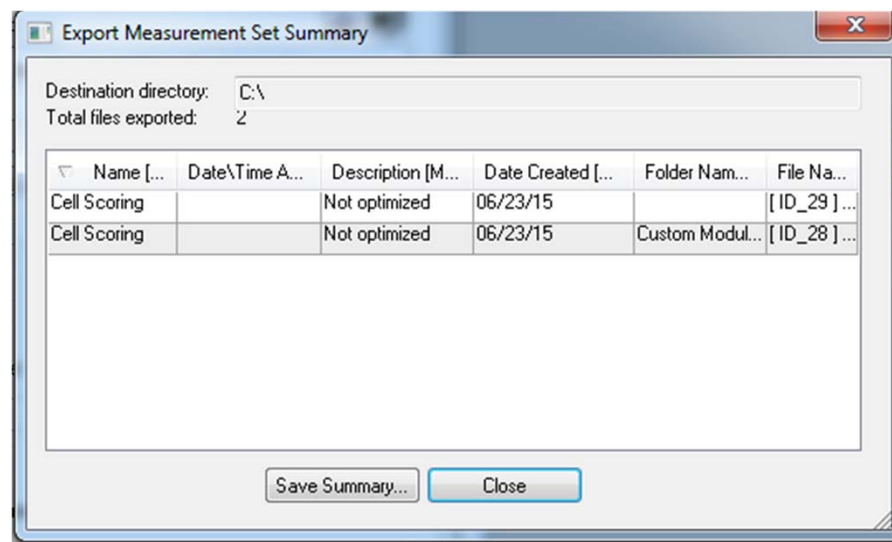 Export Measurement Set Summary
Destination directory: C:\
Total files exported: 2
Name [... Date\Time A... Description [M... Date Created [... Folder Nam... File Na...
Cell Scoring Not optimized 06/23/15 [ ID_29 ] ...
Cell Scoring Not optimized 06/23/15 Custom Modul... [ ID_28 ] ...
Save Summary... Close